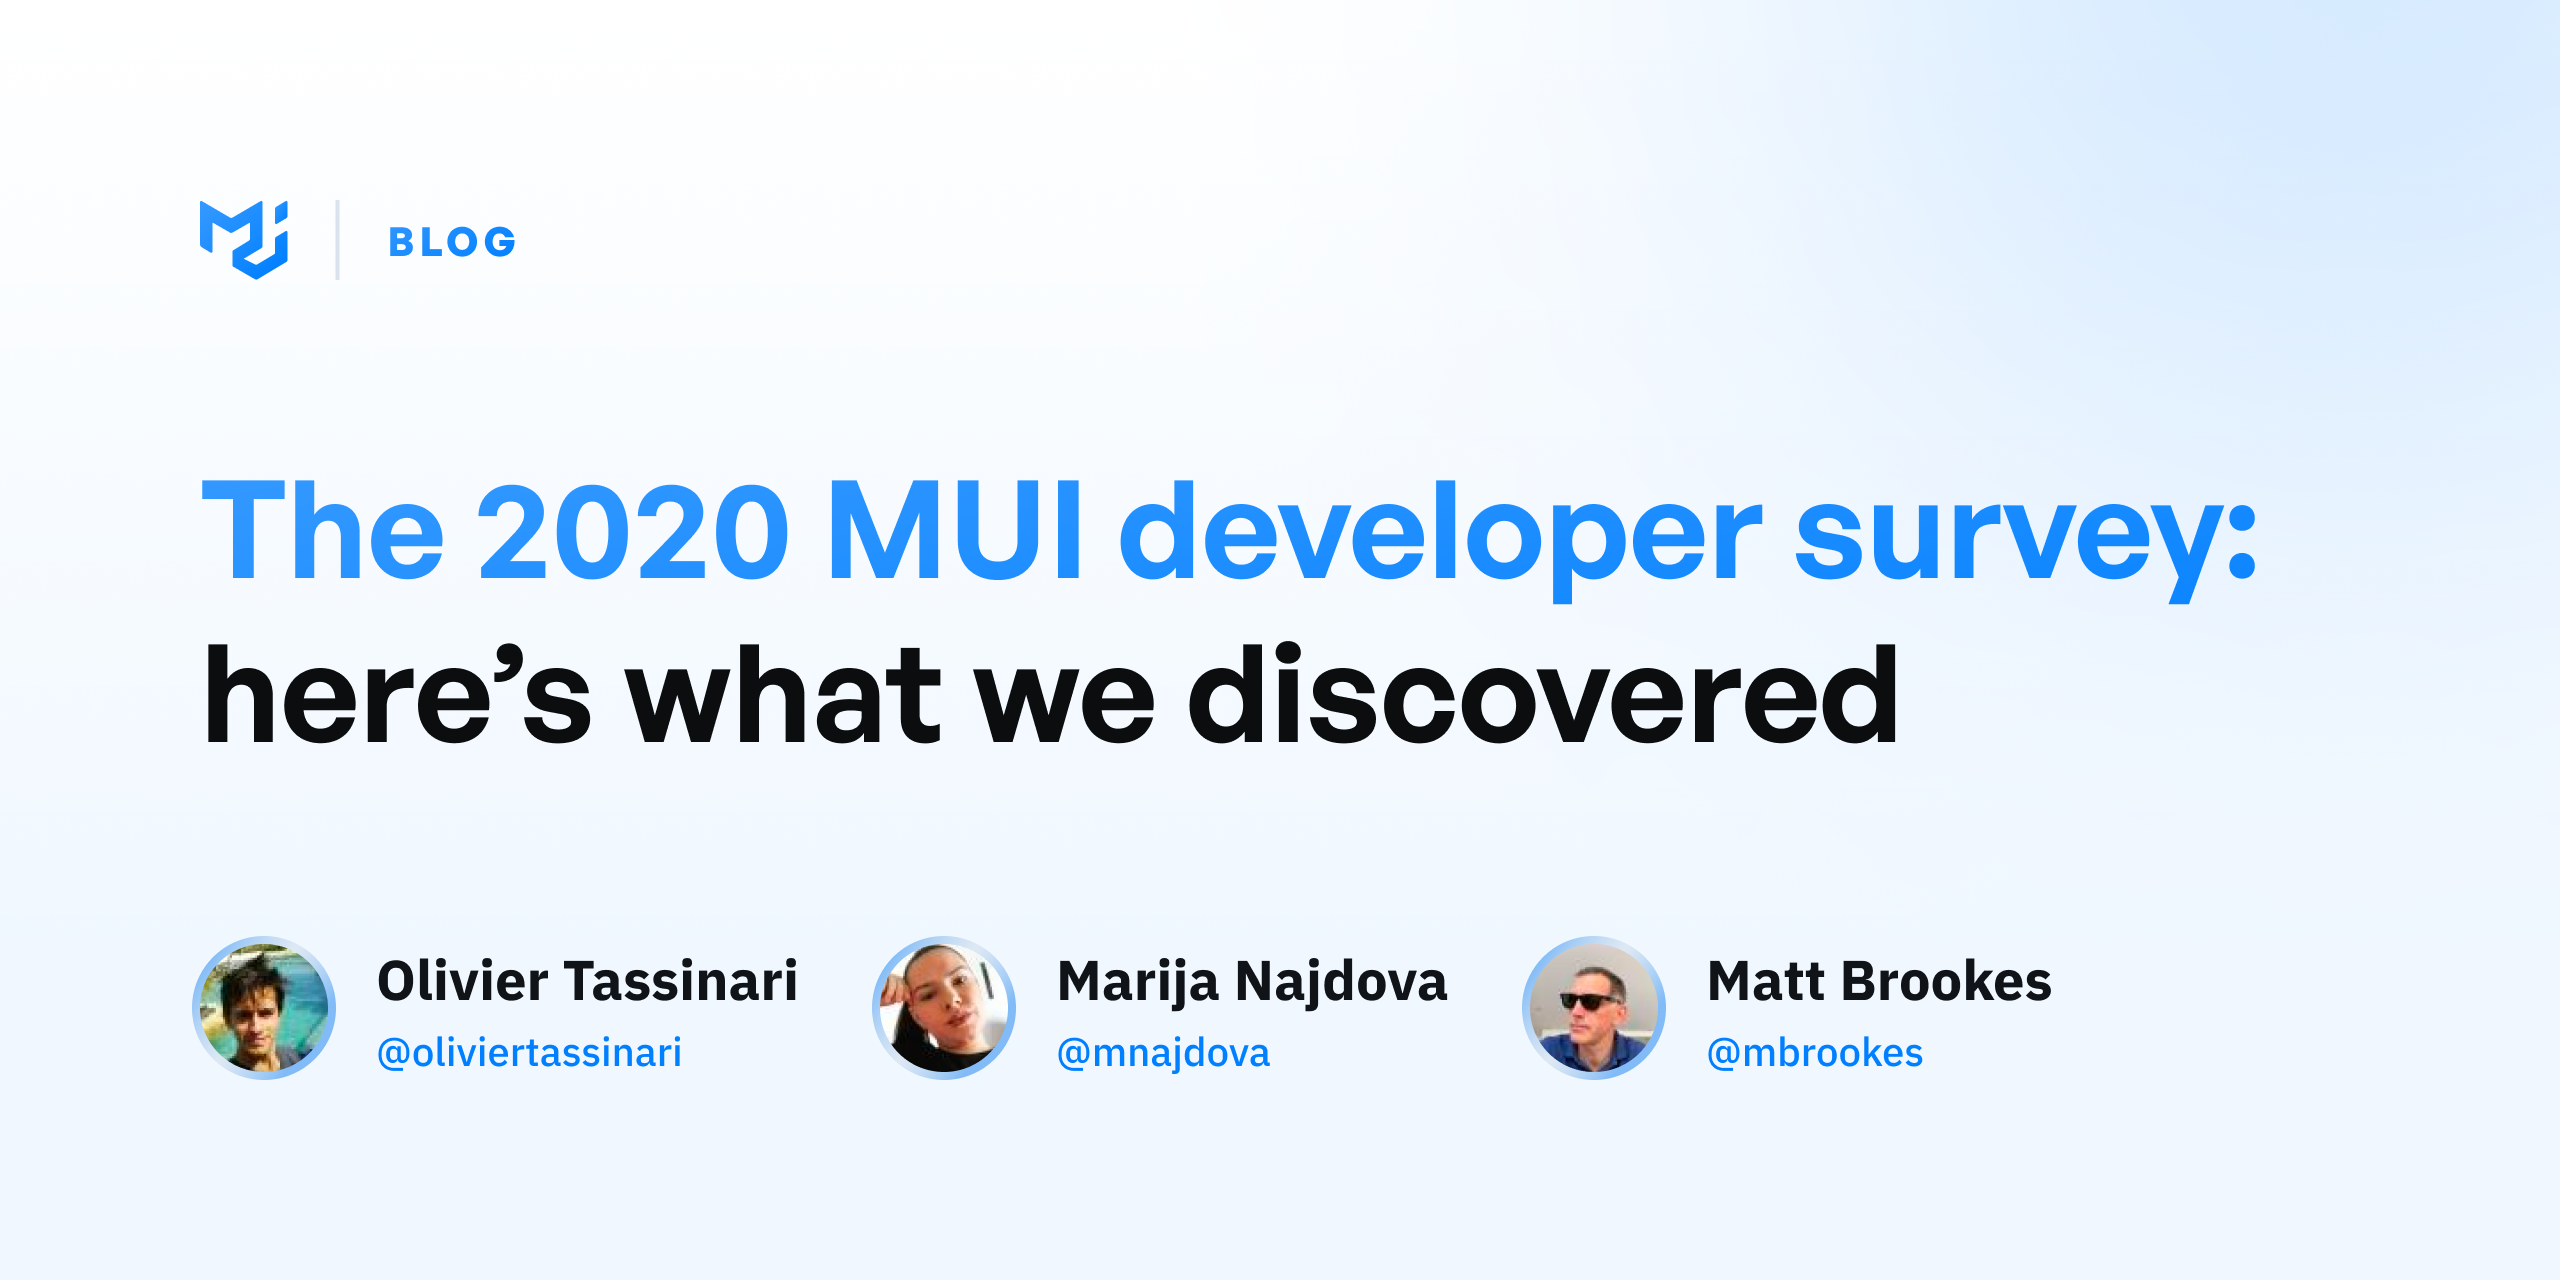 BLOG
The 2020 MUI developer survey:
here’s what we discovered
Olivier Tassinari
@oliviertassinari
Marija Najdova
@mnajdova
Matt Brookes
@mbrookes